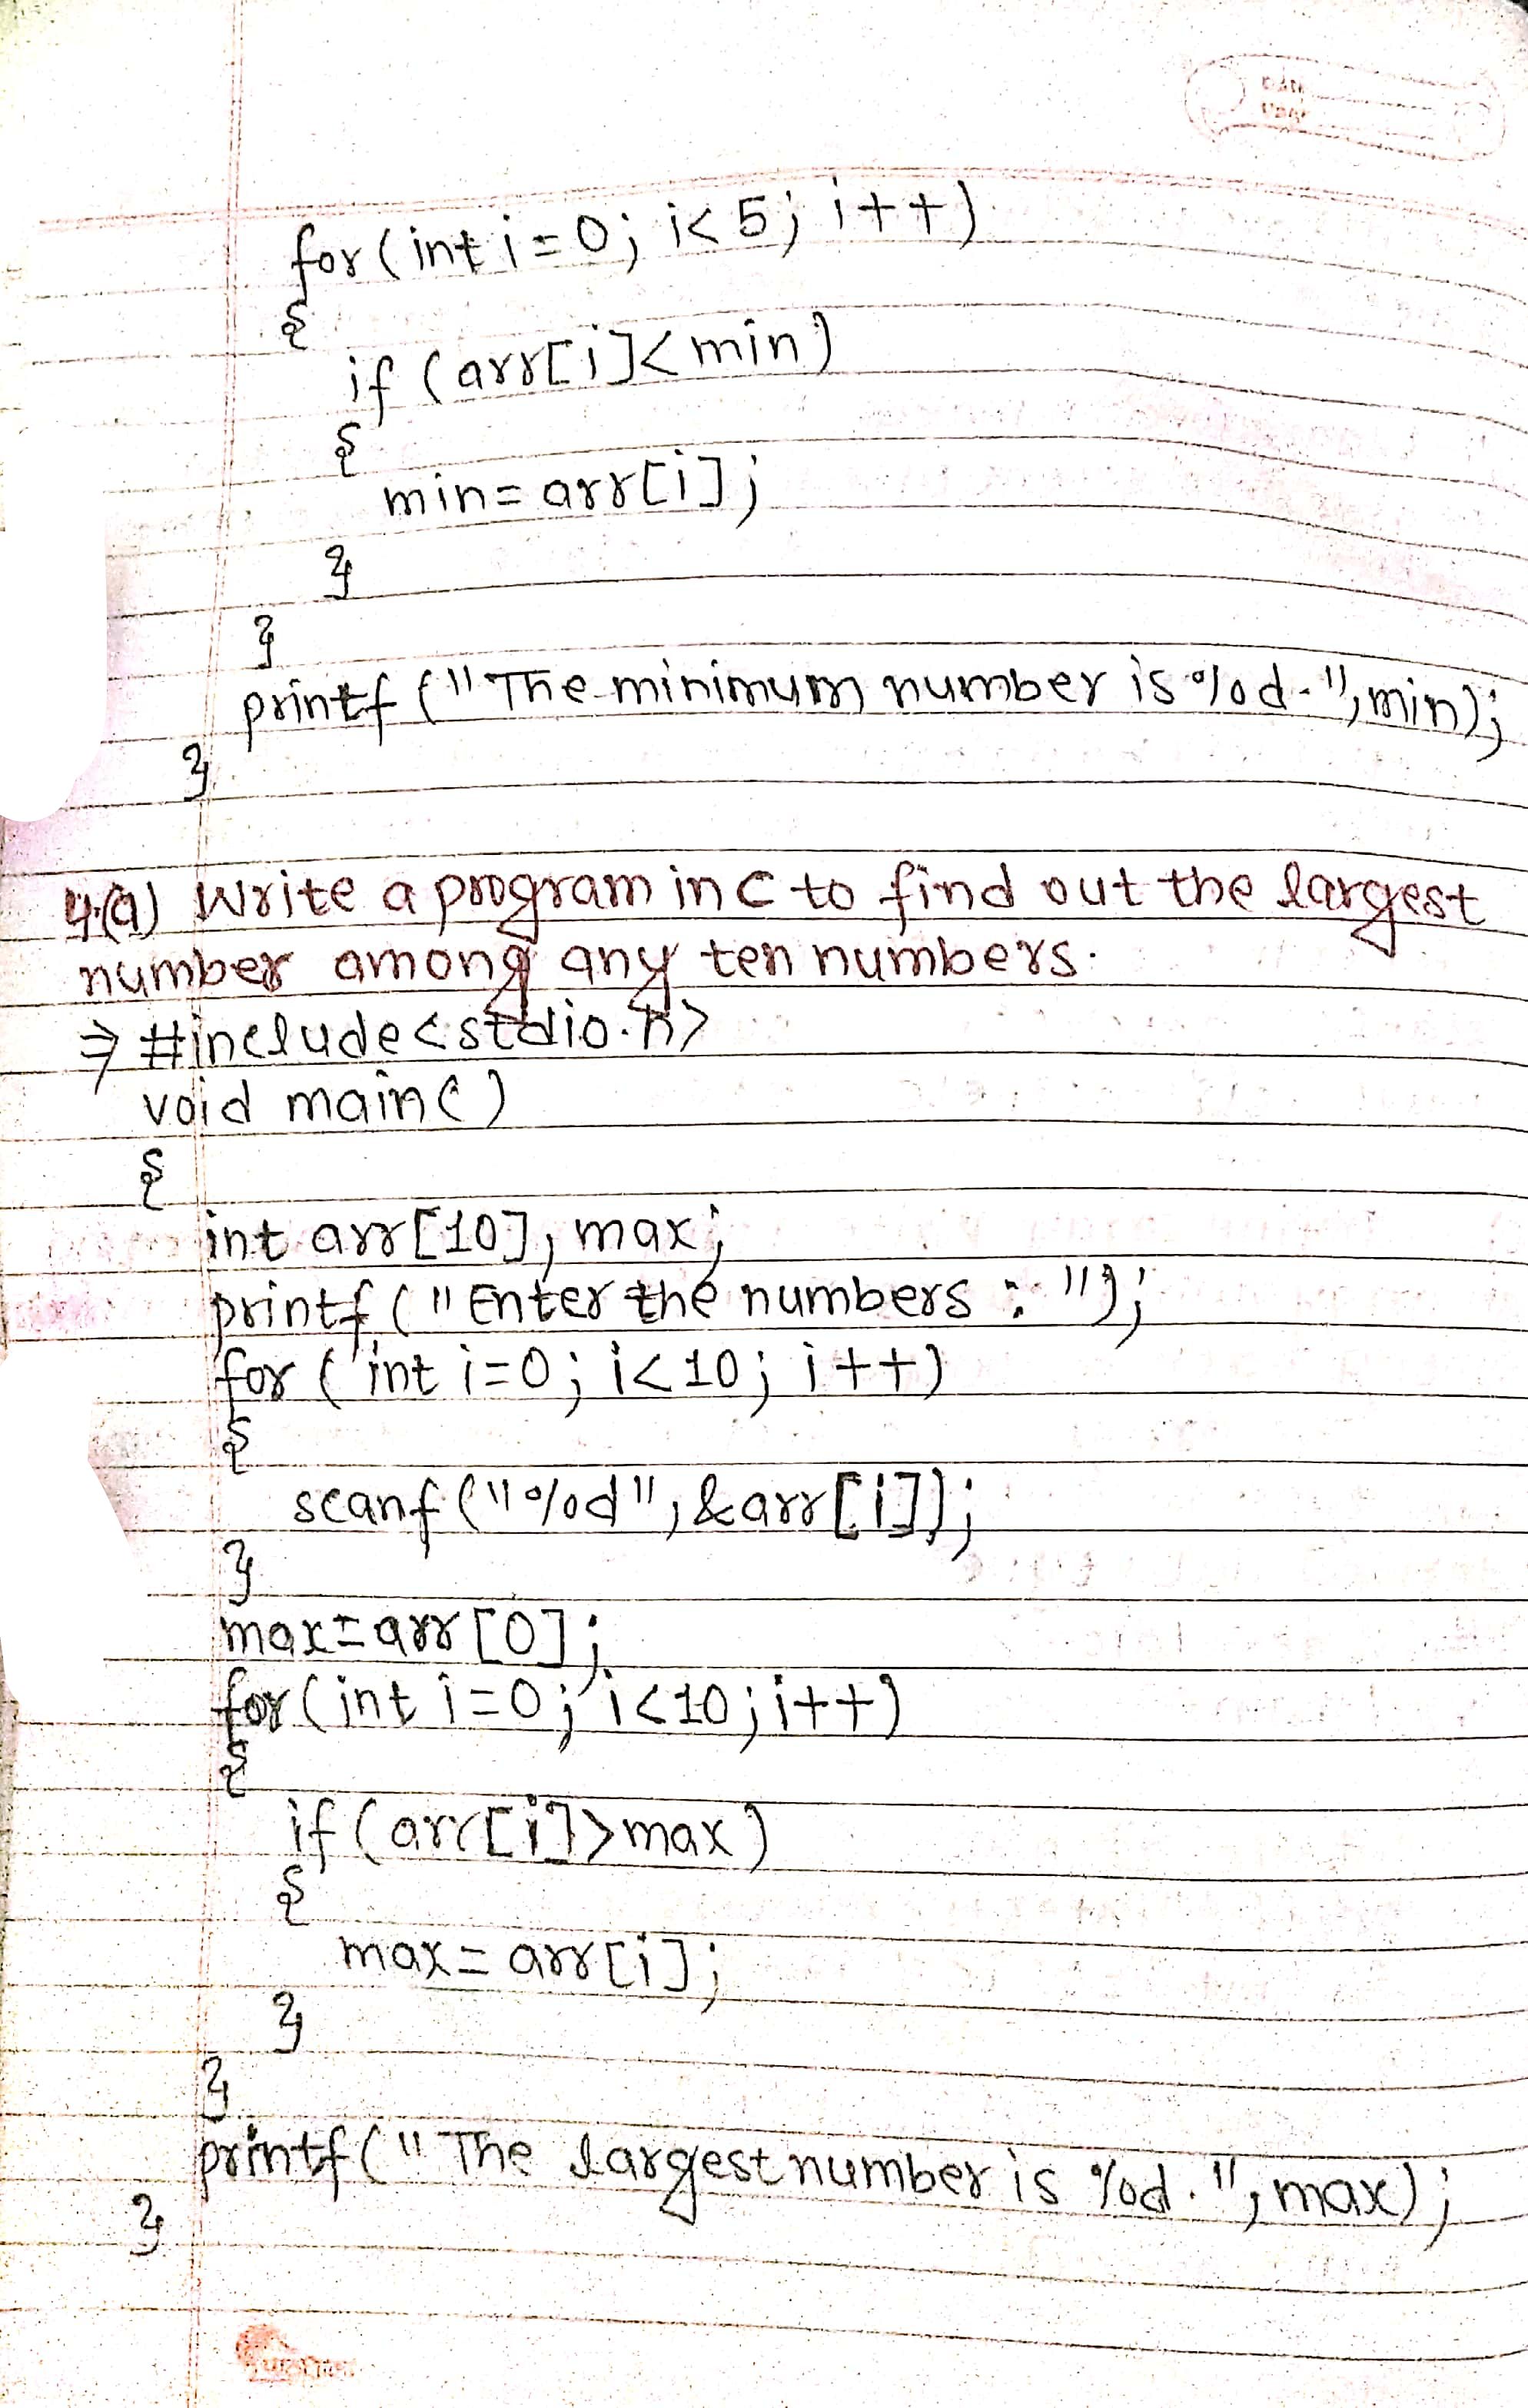 for(int i=0; i<5; i++)
{
if (arr[i]<min)
{
min=arr[i];
}
}
printf("The minimum number is %d.",min);
}
4.(a) Write a program in C to find out the largest
number among any ten numbers.
⇒ #include<stdio.h>
void main()
{
int arr[10], max;
printf("Enter the numbers : ");
for (int i=0; i<10; i++)
{
scanf("%d", &arr[i]);
}
max=arr[0];
for(int i=0; i<10; i++)
{
if(arr[i]>max)
{
max=arr[i];
}
}
printf("The largest number is %d.", max);
}